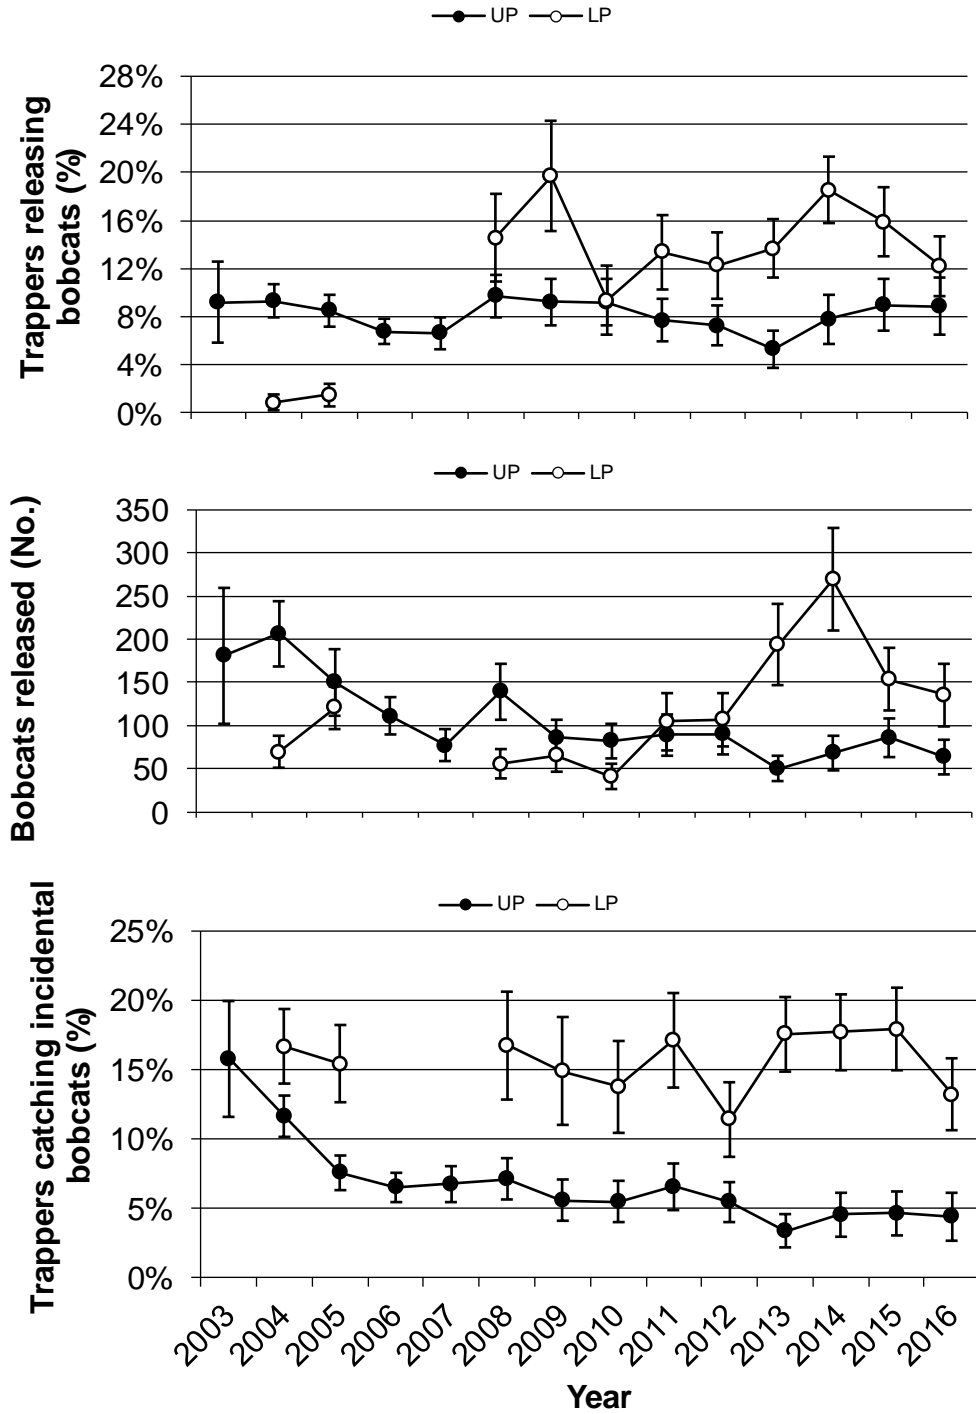 UP LP
Trappers releasing
bobcats (%)
28%
24%
20%
16%
12%
8%
4%
0%
UP LP
Bobcats released (No.)
350
300
250
200
150
100
50
0
UP LP
Trappers catching incidental
bobcats (%)
25%
20%
15%
10%
5%
0%
2003 2004 2005 2006 2007 2008 2009 2010 2011 2012 2013 2014 2015 2016
Year